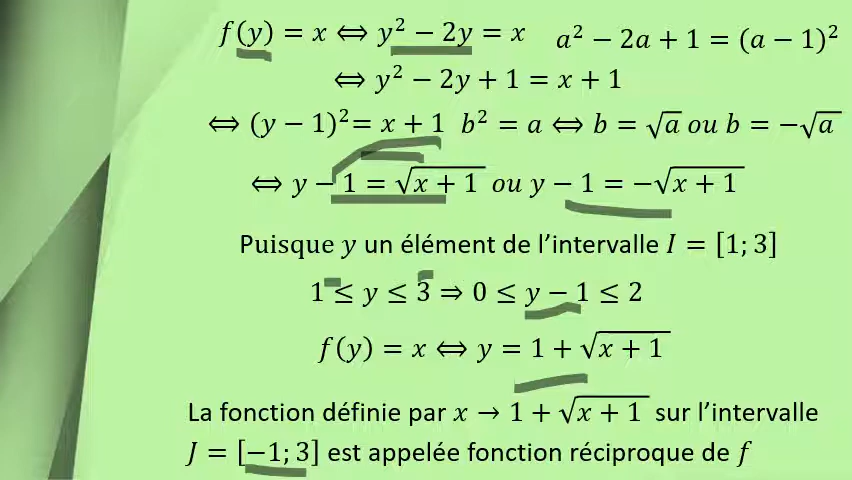 f(y) = x ⟺ y² − 2y = x a² − 2a + 1 = (a − 1)²
⟺ y² − 2y + 1 = x + 1
⟺ (y − 1)² = x + 1 b² = a ⟺ b = √a ou b = −√a
⟺ y − 1 = √(x + 1) ou y − 1 = −√(x + 1)
Puisque y un élément de l’intervalle I = [1; 3]
1 ≤ y ≤ 3 ⇒ 0 ≤ y − 1 ≤ 2
f(y) = x ⟺ y = 1 + √(x + 1)
La fonction définie par x → 1 + √(x + 1) sur l’intervalle
J = [−1; 3] est appelée fonction réciproque de f